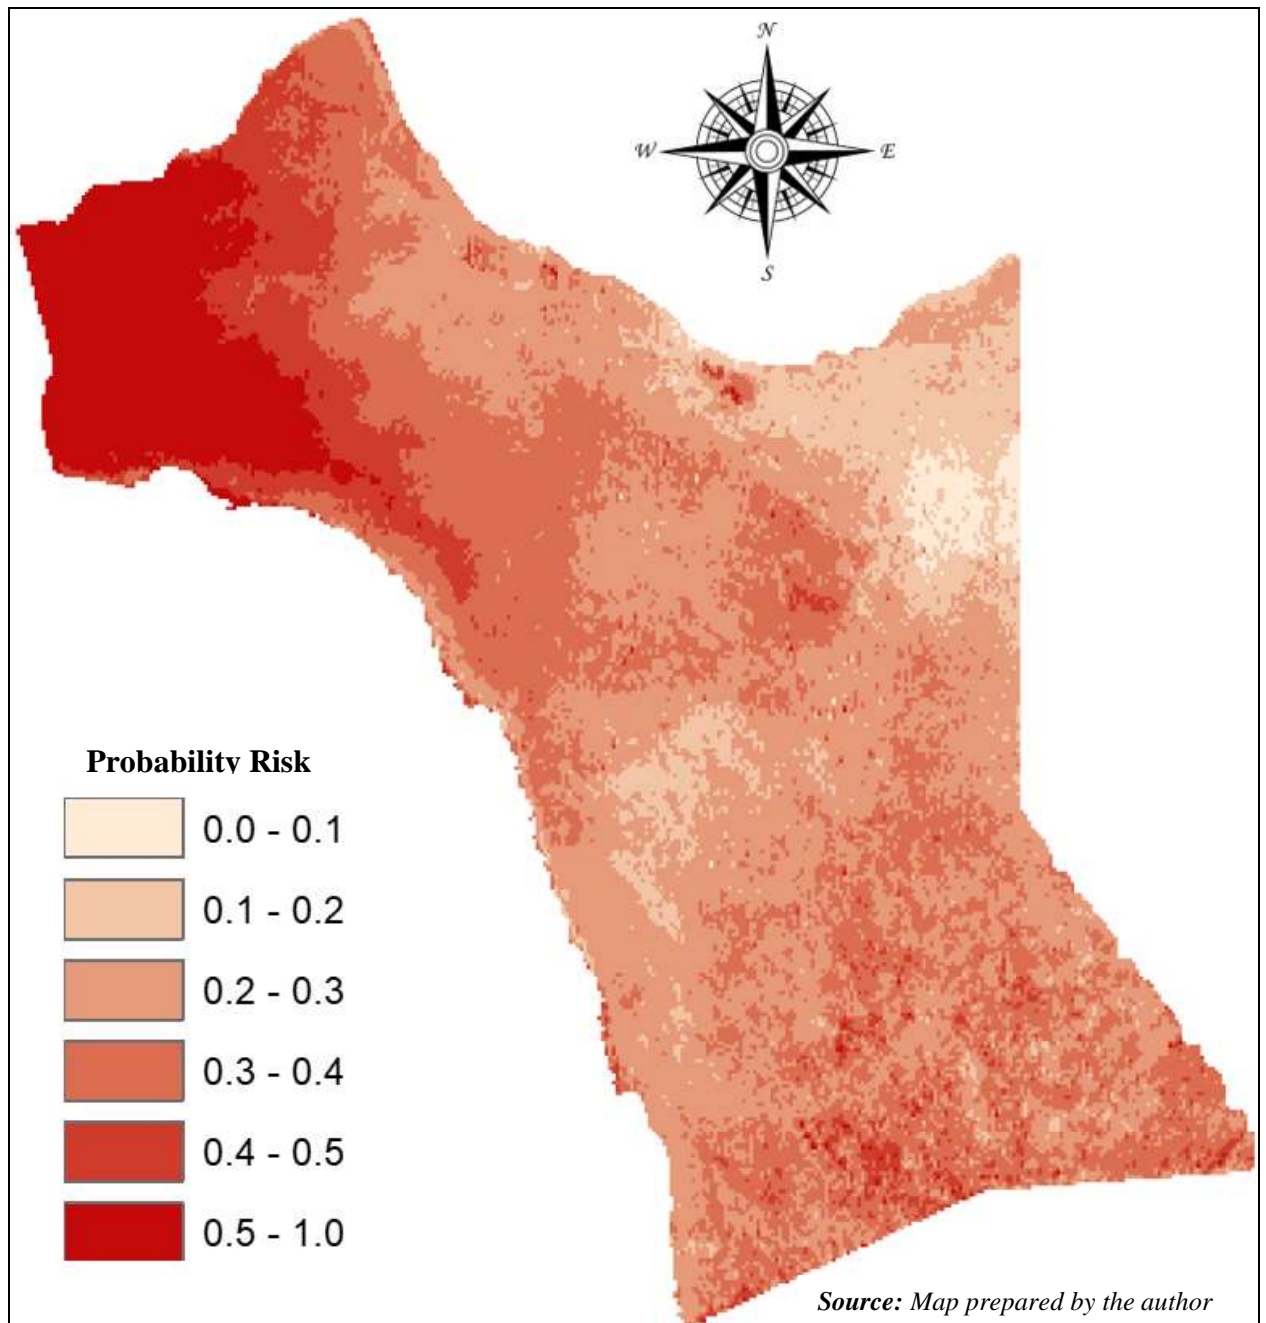 N
W
E
S
Probability Risk
0.0 - 0.1
0.1 - 0.2
0.2 - 0.3
0.3 - 0.4
0.4 - 0.5
0.5 - 1.0
Source: Map prepared by the author